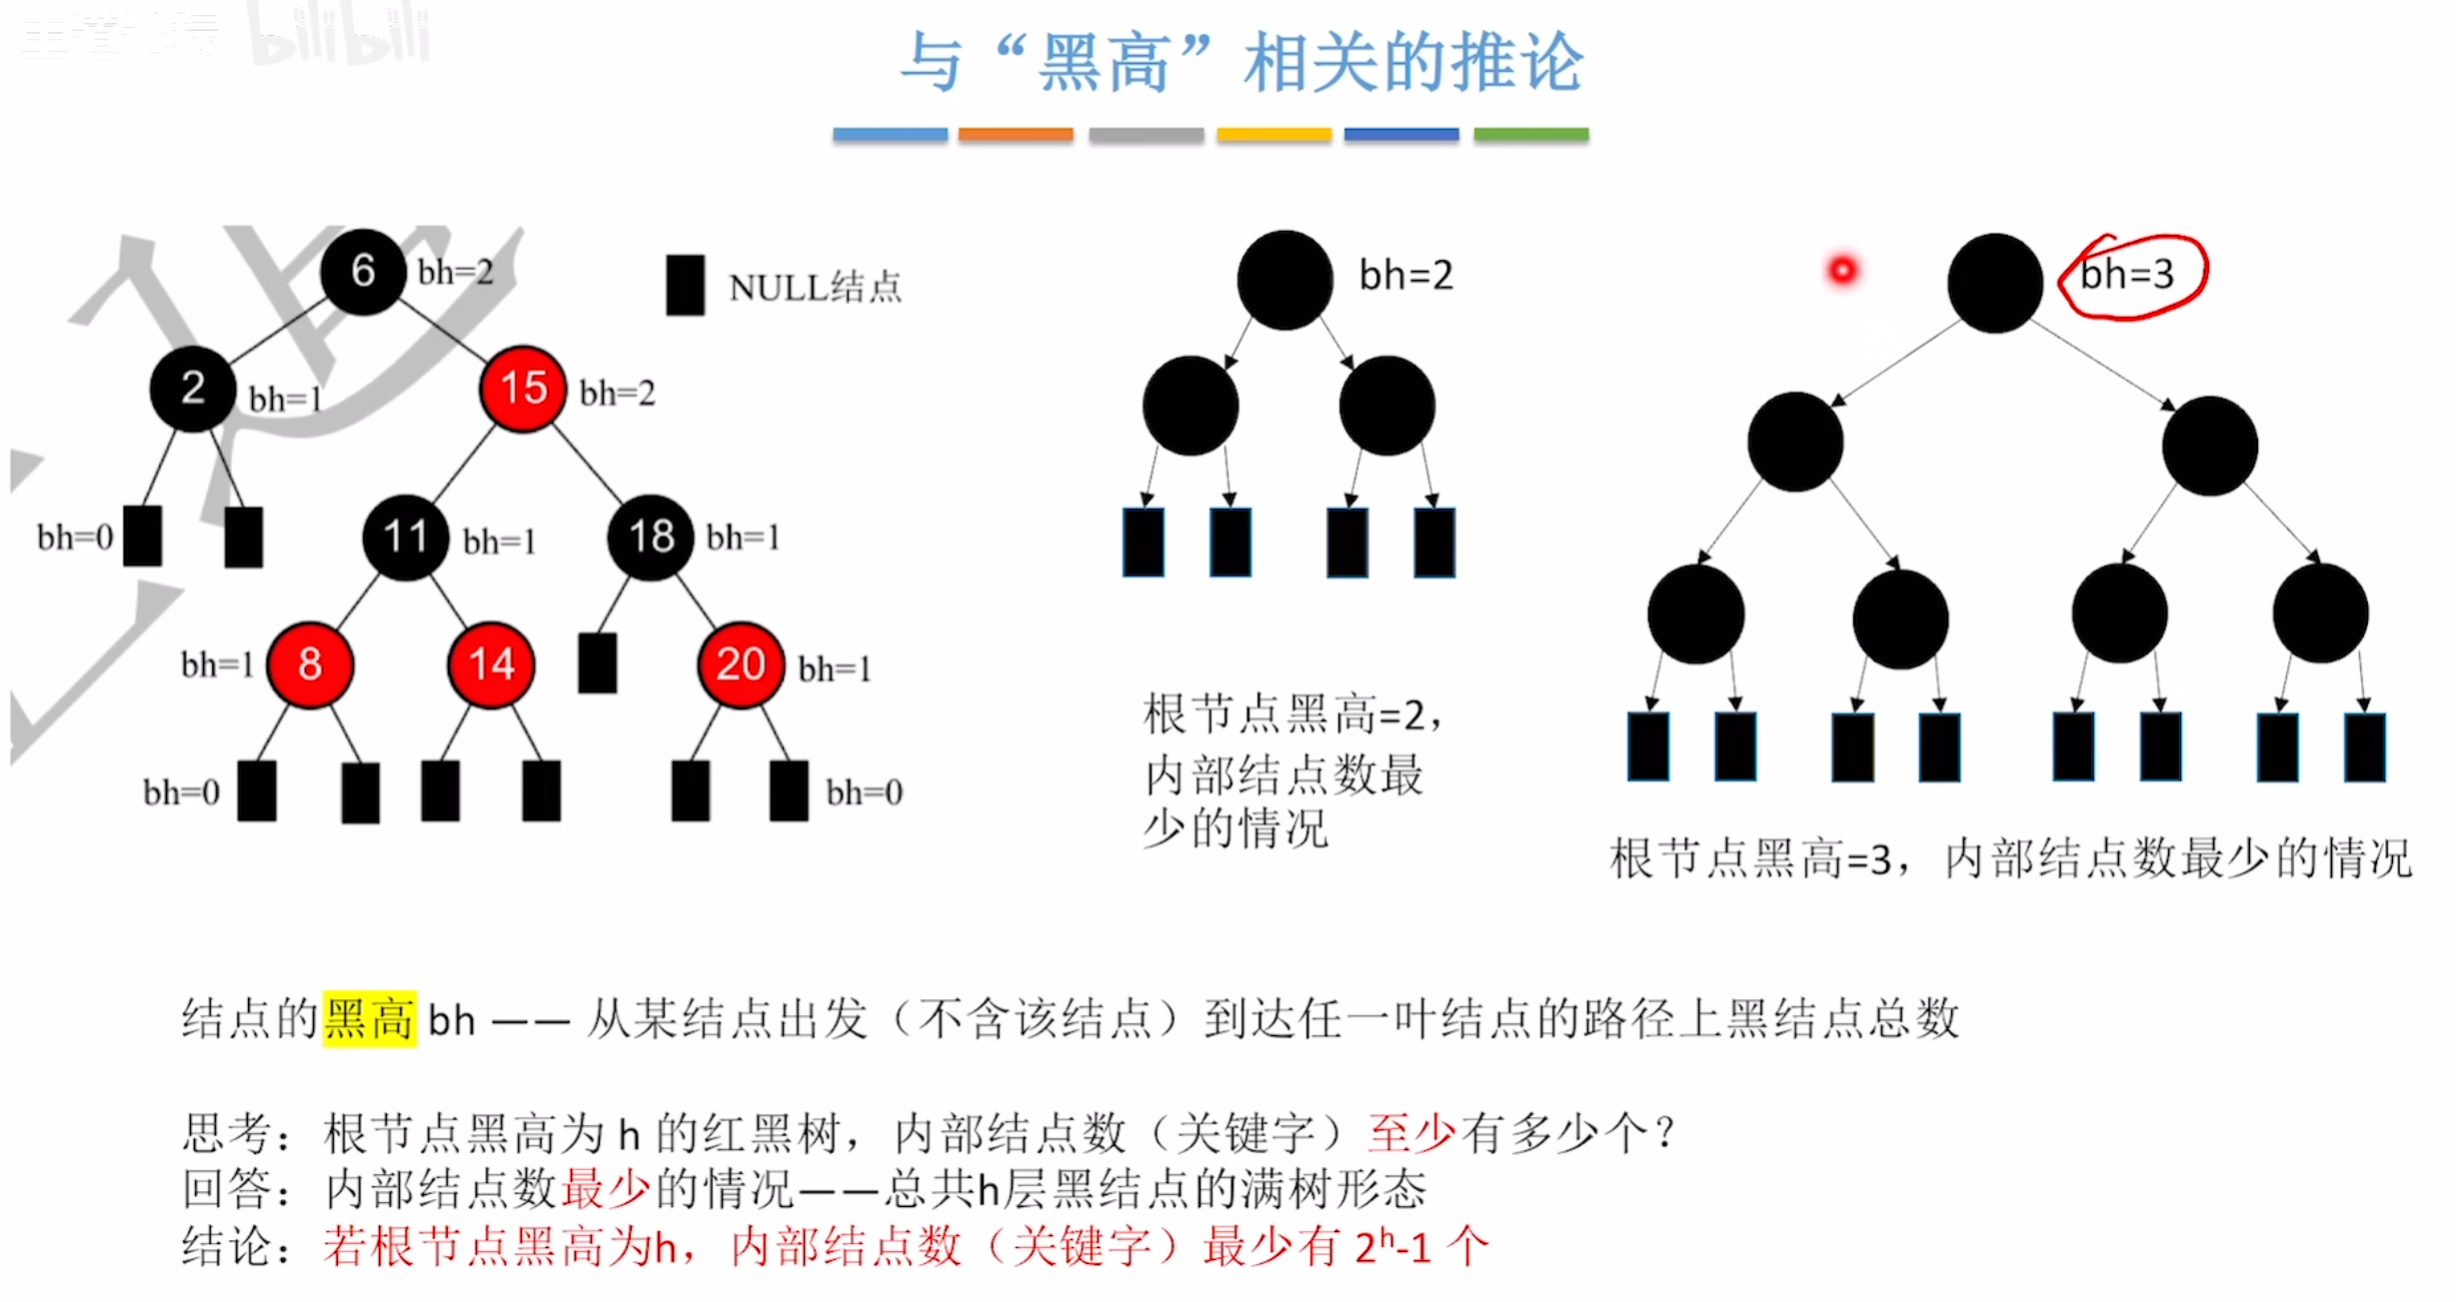 bilibili
与“黑高”相关的推论
6 bh=2
NULL结点
bh=2
bh=3
2 bh=1
15 bh=2
bh=0
11 bh=1
18 bh=1
bh=1 8
14
20 bh=1
bh=0
bh=0
根节点黑高=2，
内部结点数最
少的情况
根节点黑高=3，内部结点数最少的情况
结点的黑高 bh —— 从某结点出发（不含该结点）到达任一叶结点的路径上黑结点总数
思考：根节点黑高为 h 的红黑树，内部结点数（关键字）至少有多少个？
回答：内部结点数最少的情况——总共h层黑结点的满树形态
结论：若根节点黑高为h，内部结点数（关键字）最少有 2ʰ-1 个